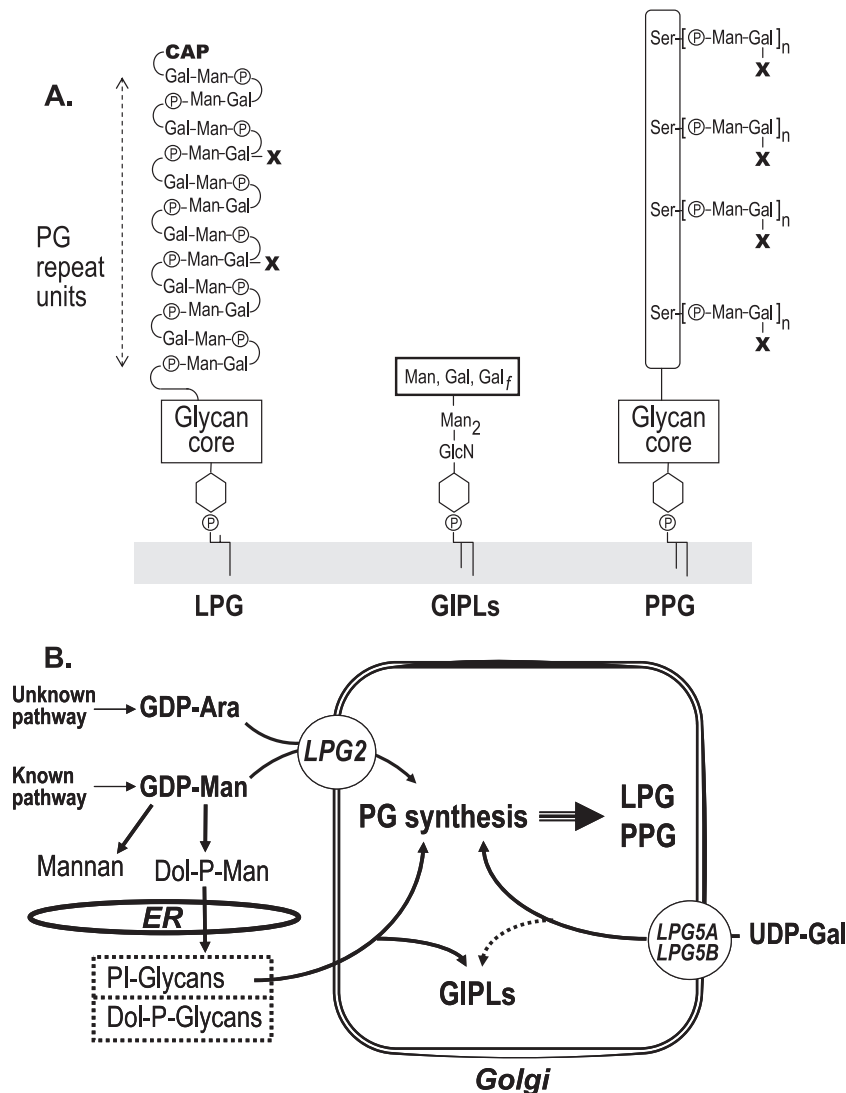 A.
CAP
Gal-Man-Ⓟ
Ⓟ-Man-Gal
Gal-Man-Ⓟ
Ⓟ-Man-Gal-X
Gal-Man-Ⓟ
Ⓟ-Man-Gal
Gal-Man-Ⓟ
Ⓟ-Man-Gal-X
Gal-Man-Ⓟ
Ⓟ-Man-Gal
Gal-Man-Ⓟ
Ⓟ-Man-Gal
PG
repeat
units
Glycan
core
Ⓟ
LPG
Man, Gal, Galf
Man2
GlcN
Ⓟ
GIPLs
Ser-[Ⓟ-Man-Gal]n
X
Ser-[Ⓟ-Man-Gal]n
X
Ser-[Ⓟ-Man-Gal]n
X
Ser-[Ⓟ-Man-Gal]n
X
Glycan
core
Ⓟ
PPG
B.
Unknown
pathway
GDP-Ara
Known
pathway
GDP-Man
LPG2
Mannan
Dol-P-Man
ER
PI-Glycans
Dol-P-Glycans
PG synthesis
LPG
PPG
GIPLs
LPG5A
LPG5B
UDP-Gal
Golgi